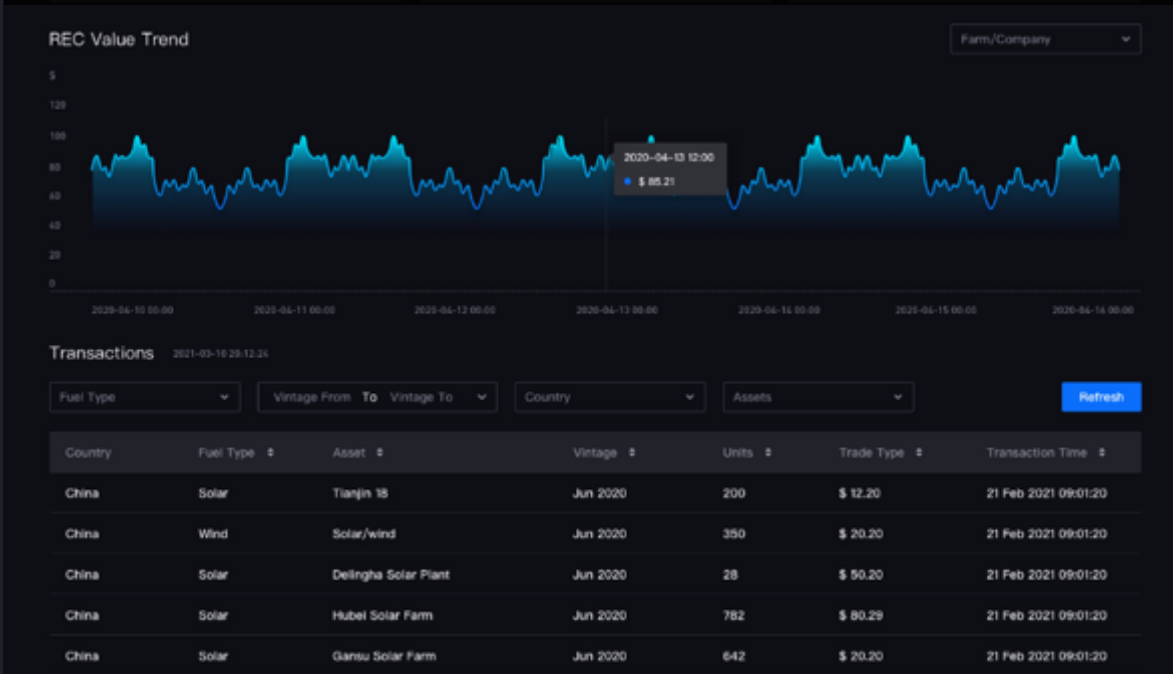 REC Value Trend
Farm/Company
$
120
100
80
60
40
20
0
2020-04-13 12:00
$ 85.21
2020-04-10 00:00
2020-04-11 00:00
2020-04-12 00:00
2020-04-13 00:00
2020-04-14 00:00
2020-04-15 00:00
2020-04-16 00:00
Transactions 2021-03-10 20:12:24
Fuel Type Vintage From To Vintage To Country Assets Refresh
Country Fuel Type Asset Vintage Units Trade Type Transaction Time
China Solar Tianjin 18 Jun 2020 200 $ 12.20 21 Feb 2021 09:01:20
China Wind Solar/wind Jun 2020 350 $ 20.20 21 Feb 2021 09:01:20
China Solar Delingha Solar Plant Jun 2020 28 $ 50.20 21 Feb 2021 09:01:20
China Solar Hubei Solar Farm Jun 2020 782 $ 80.29 21 Feb 2021 09:01:20
China Solar Gansu Solar Farm Jun 2020 642 $ 20.20 21 Feb 2021 09:01:20